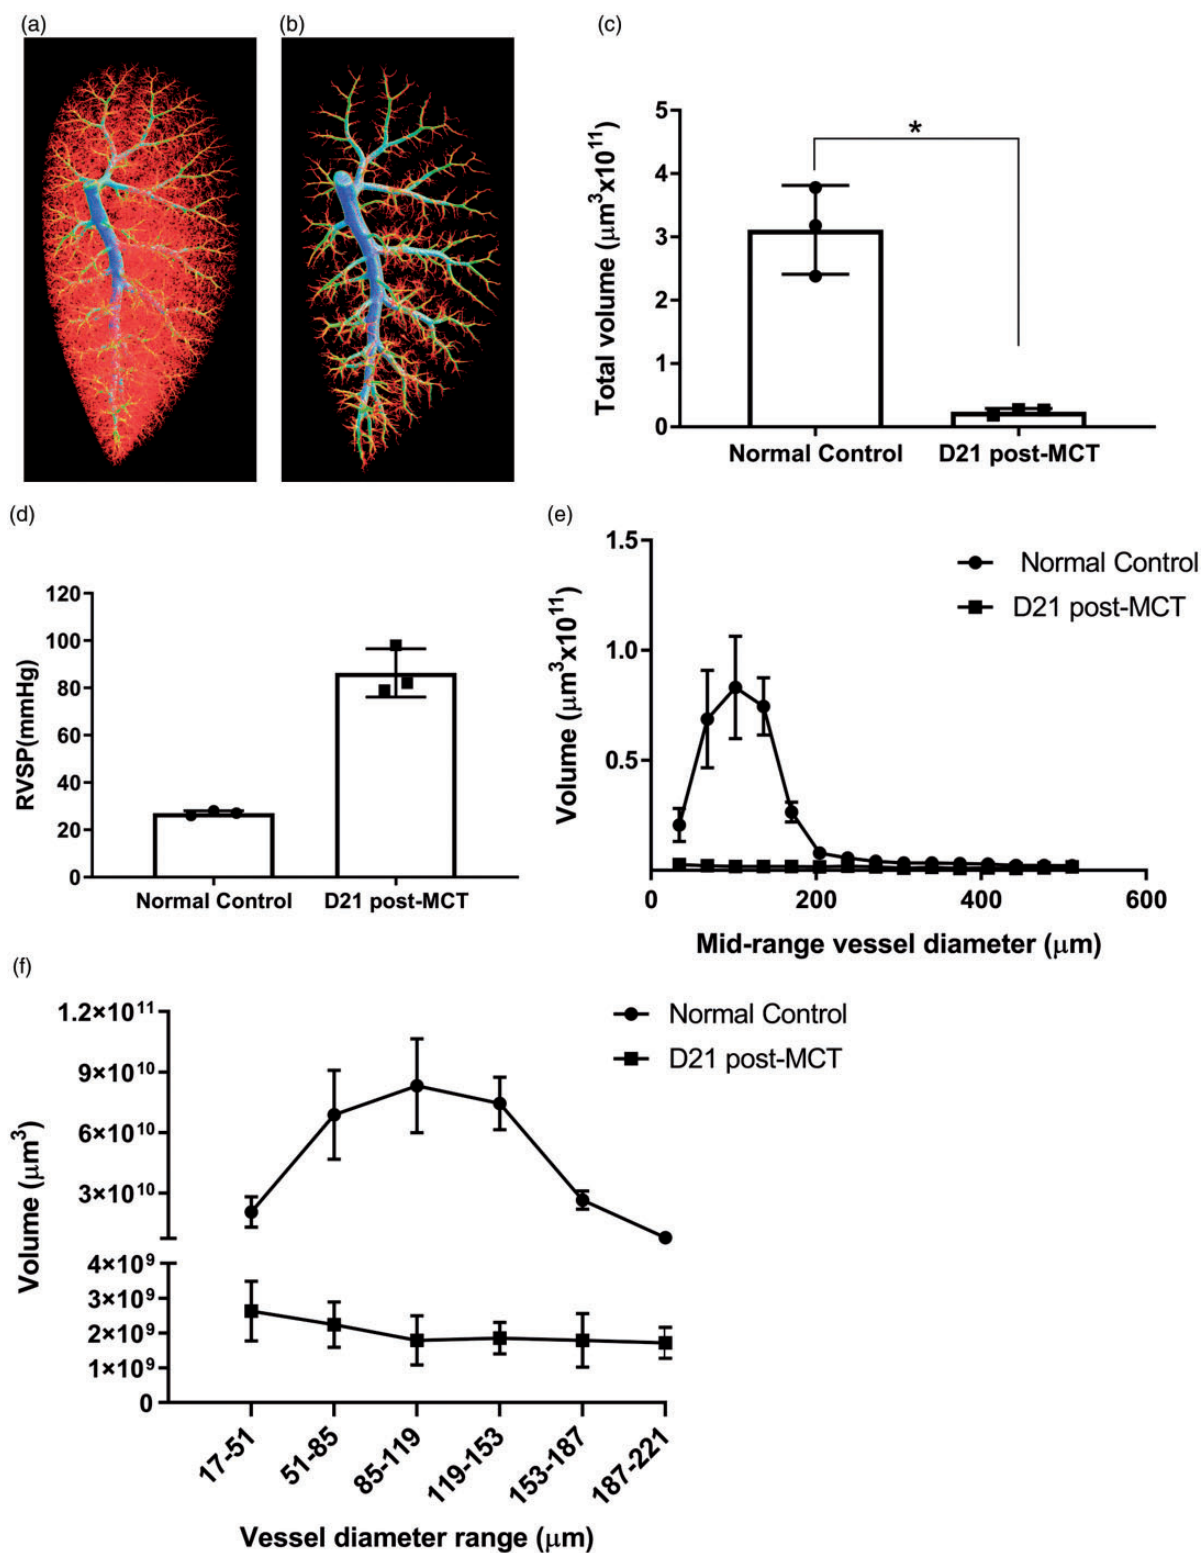 (a)
(b)
(c)
Total volume (μm³x10¹¹)
5
4
3
2
1
0
*
Normal Control
D21 post-MCT
(d)
RVSP(mmHg)
120
100
80
60
40
20
0
Normal Control
D21 post-MCT
(e)
Volume (μm³x10¹¹)
1.5
1.0
0.5
0
200
400
600
Mid-range vessel diameter (μm)
Normal Control
D21 post-MCT
(f)
Volume (μm³)
1.2×10¹¹
9×10¹⁰
6×10¹⁰
3×10¹⁰
4×10⁹
3×10⁹
2×10⁹
1×10⁹
0
17-51
51-85
85-119
119-153
153-187
187-221
Vessel diameter range (μm)
Normal Control
D21 post-MCT